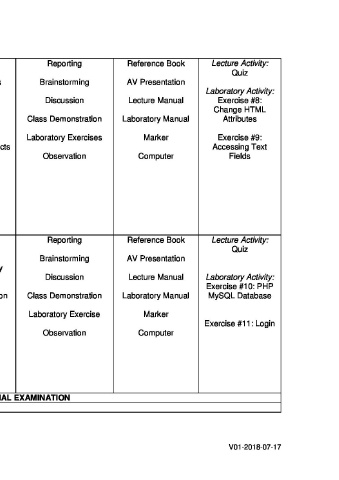 Reporting
Brainstorming
Discussion
Class Demonstration
Laboratory Exercises
Observation
Reference Book
AV Presentation
Lecture Manual
Laboratory Manual
Marker
Computer
Lecture Activity:
Quiz
Laboratory Activity:
Exercise #8:
Change HTML
Attributes
Exercise #9:
Accessing Text
Fields
s
cts
Reporting
Brainstorming
Discussion
Class Demonstration
Laboratory Exercise
Observation
Reference Book
AV Presentation
Lecture Manual
Laboratory Manual
Marker
Computer
Lecture Activity:
Quiz
Laboratory Activity:
Exercise #10: PHP
MySQL Database
Exercise #11: Login
y
on
AL EXAMINATION
V01-2018-07-17